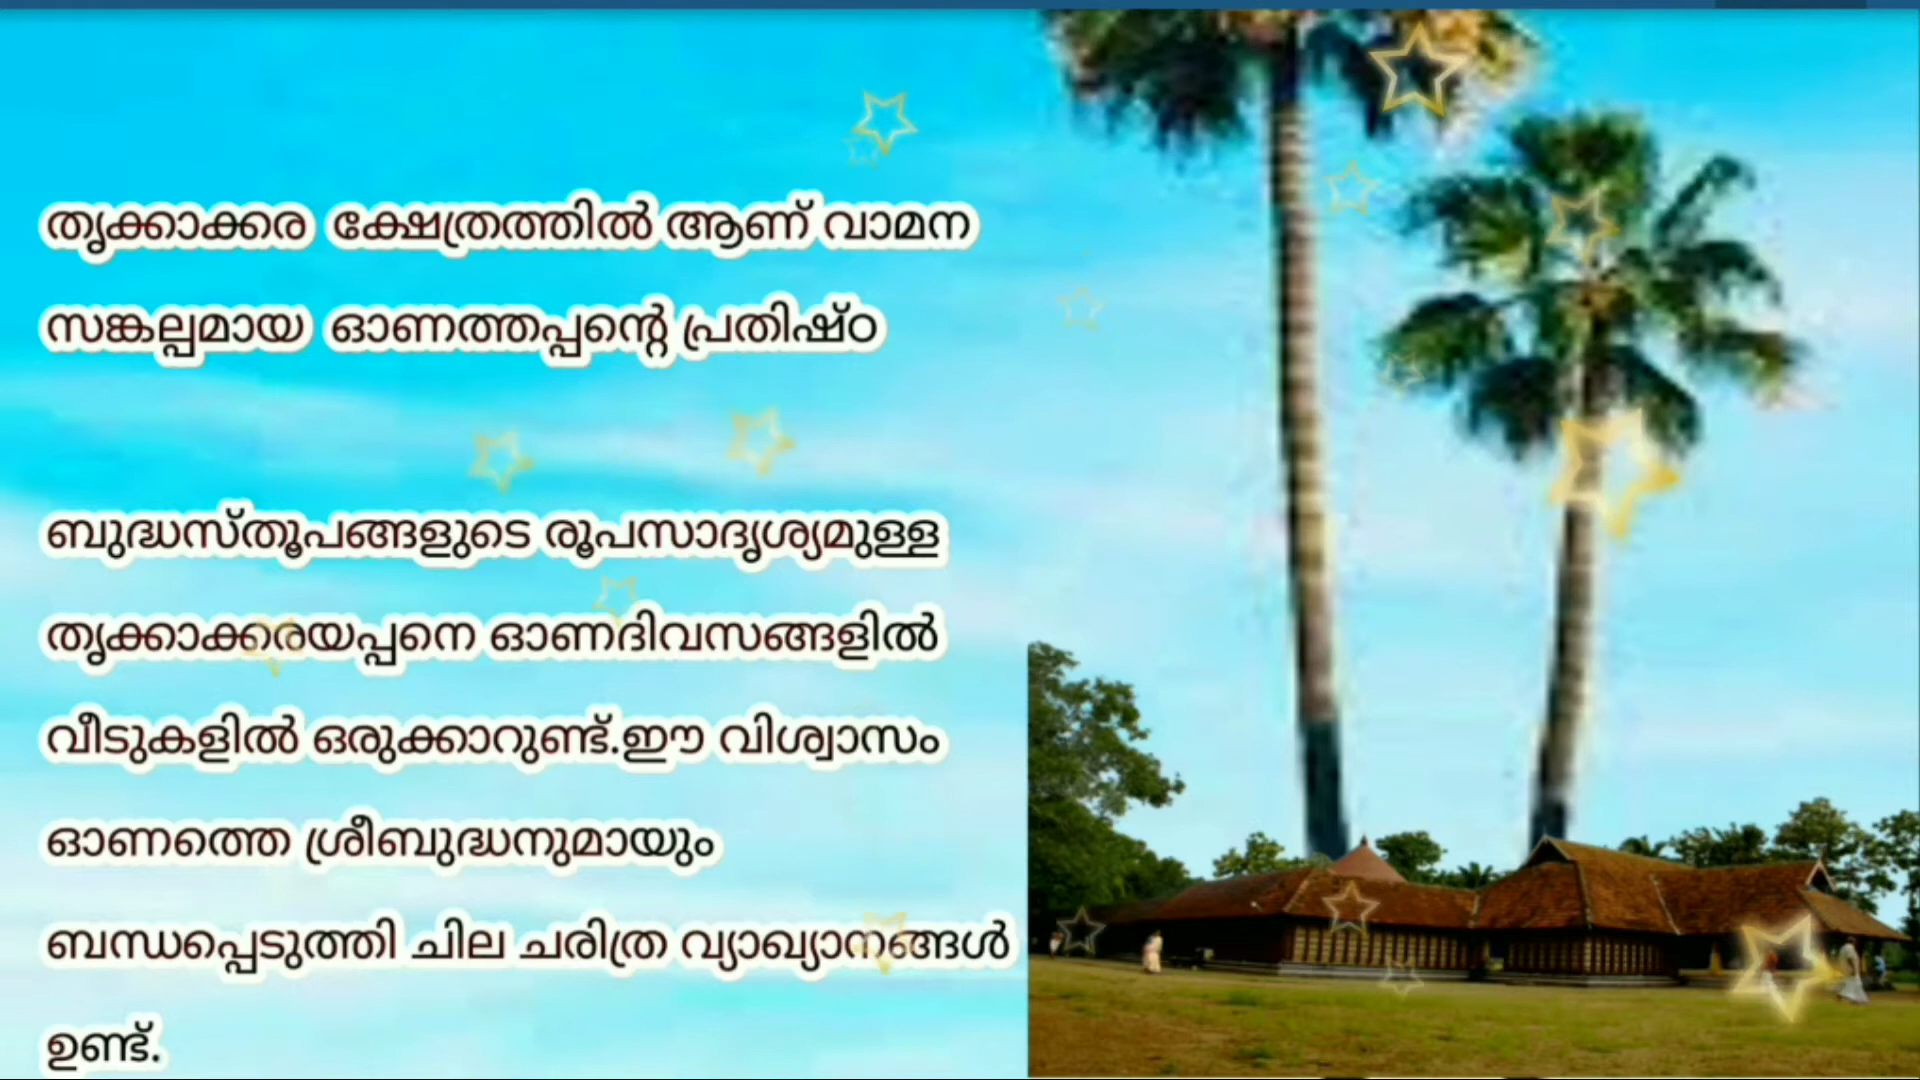 തൃക്കാക്കര ക്ഷേത്രത്തിൽ ആണ് വാമന
സങ്കല്പമായ ഓണത്തപ്പന്റെ പ്രതിഷ്ഠ
ബുദ്ധസ്തൂപങ്ങളുടെ രൂപസാദൃശ്യമുള്ള
തൃക്കാക്കരയപ്പനെ ഓണദിവസങ്ങളിൽ
വീടുകളിൽ ഒരുക്കാറുണ്ട്.ഈ വിശ്വാസം
ഓണത്തെ ശ്രീബുദ്ധനുമായും
ബന്ധപ്പെടുത്തി ചില ചരിത്ര വ്യാഖ്യാനങ്ങൾ
ഉണ്ട്.